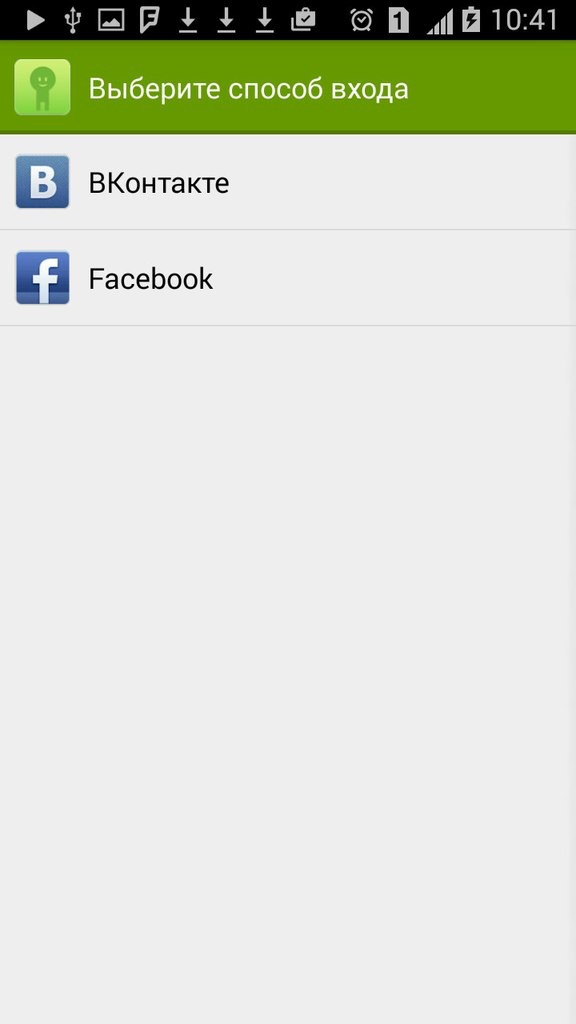 10:41
Выберите способ входа
ВКонтакте
Facebook